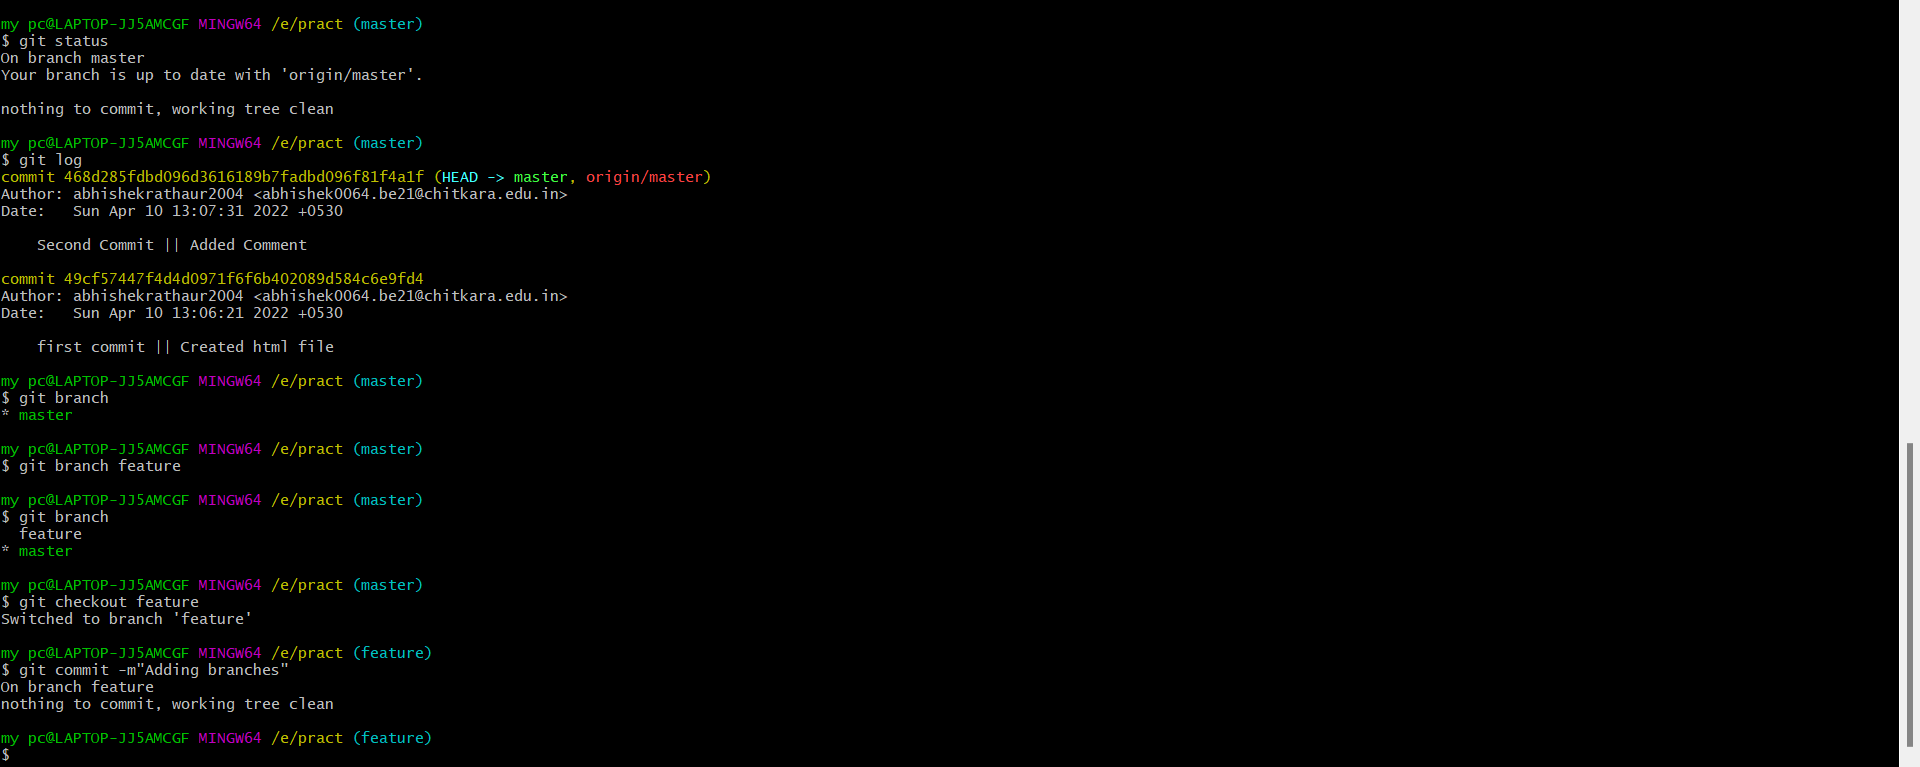 my pc@LAPTOP-JJ5AMCGF MINGW64 /e/pract (master)
$ git status
On branch master
Your branch is up to date with 'origin/master'.
nothing to commit, working tree clean
my pc@LAPTOP-JJ5AMCGF MINGW64 /e/pract (master)
$ git log
commit 468d285fdbd096d3616189b7fadbd096f81f4a1f (HEAD -> master, origin/master)
Author: abhishekrathaur2004 <abhishek0064.be21@chitkara.edu.in>
Date:   Sun Apr 10 13:07:31 2022 +0530
    Second Commit || Added Comment
commit 49cf57447f4d4d0971f6f6b402089d584c6e9fd4
Author: abhishekrathaur2004 <abhishek0064.be21@chitkara.edu.in>
Date:   Sun Apr 10 13:06:21 2022 +0530
    first commit || Created html file
my pc@LAPTOP-JJ5AMCGF MINGW64 /e/pract (master)
$ git branch
* master
my pc@LAPTOP-JJ5AMCGF MINGW64 /e/pract (master)
$ git branch feature
my pc@LAPTOP-JJ5AMCGF MINGW64 /e/pract (master)
$ git branch
  feature
* master
my pc@LAPTOP-JJ5AMCGF MINGW64 /e/pract (master)
$ git checkout feature
Switched to branch 'feature'
my pc@LAPTOP-JJ5AMCGF MINGW64 /e/pract (feature)
$ git commit -m"Adding branches"
On branch feature
nothing to commit, working tree clean
my pc@LAPTOP-JJ5AMCGF MINGW64 /e/pract (feature)
$